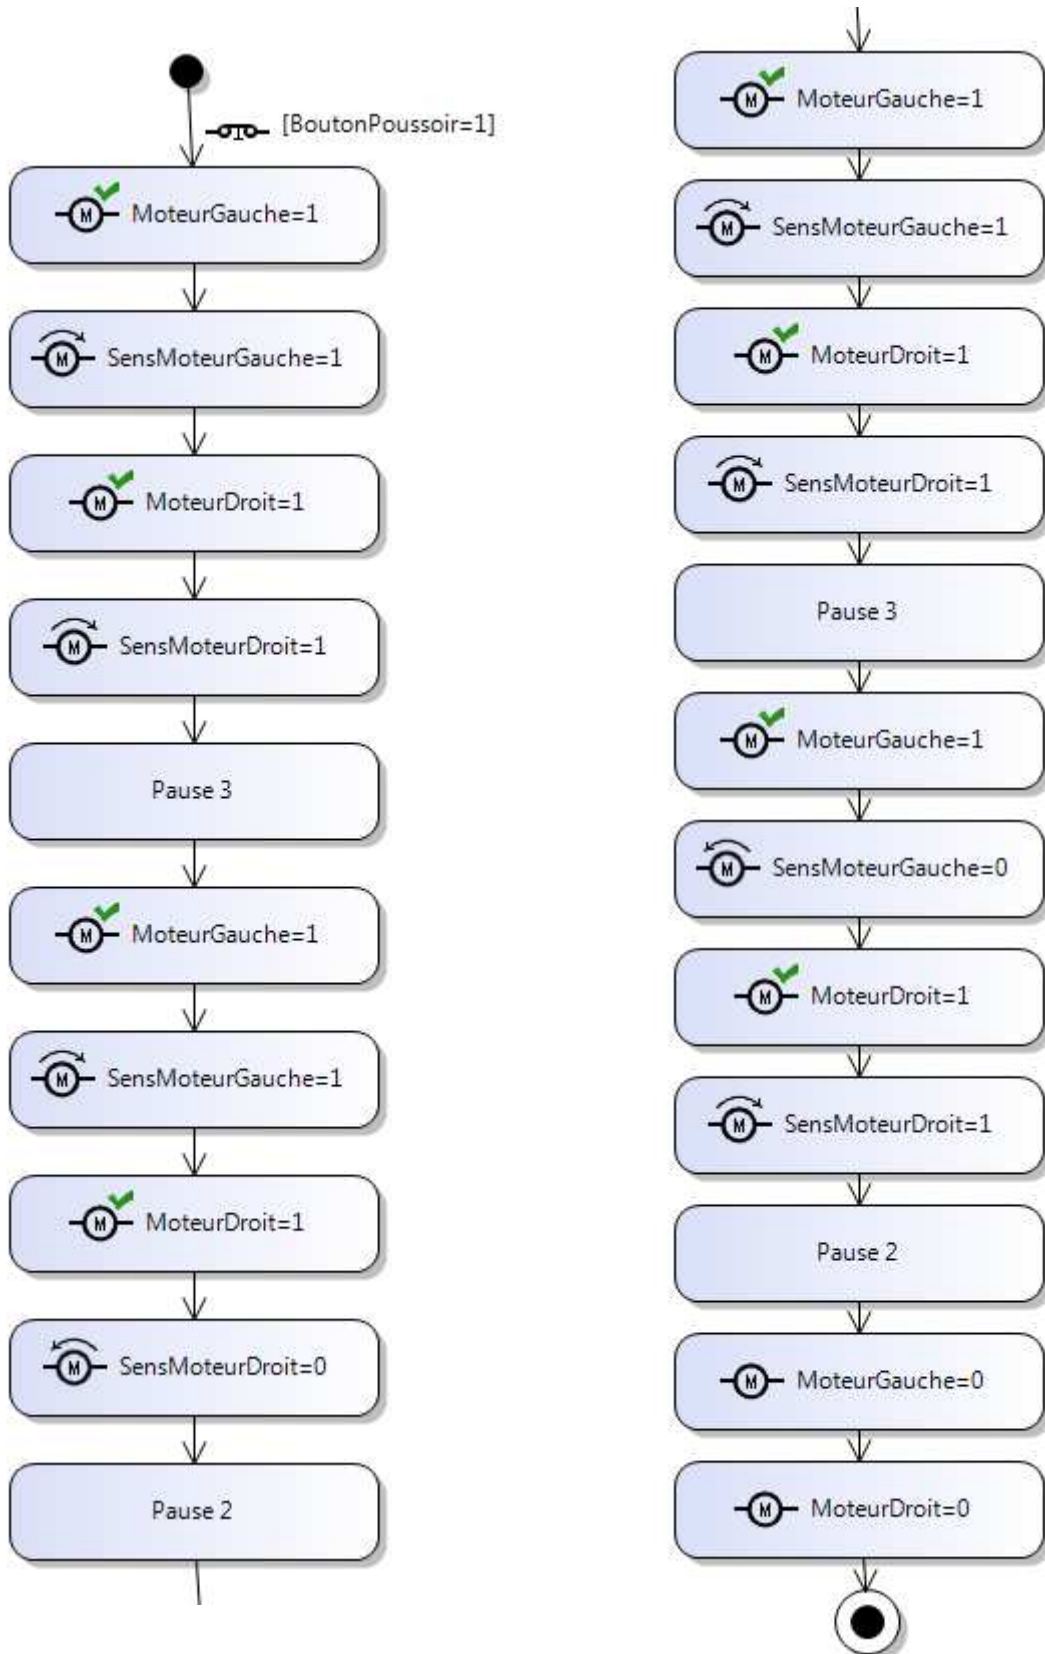 [BoutonPoussoir=1]
M MoteurGauche=1
M SensMoteurGauche=1
M MoteurDroit=1
M SensMoteurDroit=1
Pause 3
M MoteurGauche=1
M SensMoteurGauche=1
M MoteurDroit=1
M SensMoteurDroit=0
Pause 2
M MoteurGauche=1
M SensMoteurGauche=1
M MoteurDroit=1
M SensMoteurDroit=1
Pause 3
M MoteurGauche=1
M SensMoteurGauche=0
M MoteurDroit=1
M SensMoteurDroit=1
Pause 2
M MoteurGauche=0
M MoteurDroit=0